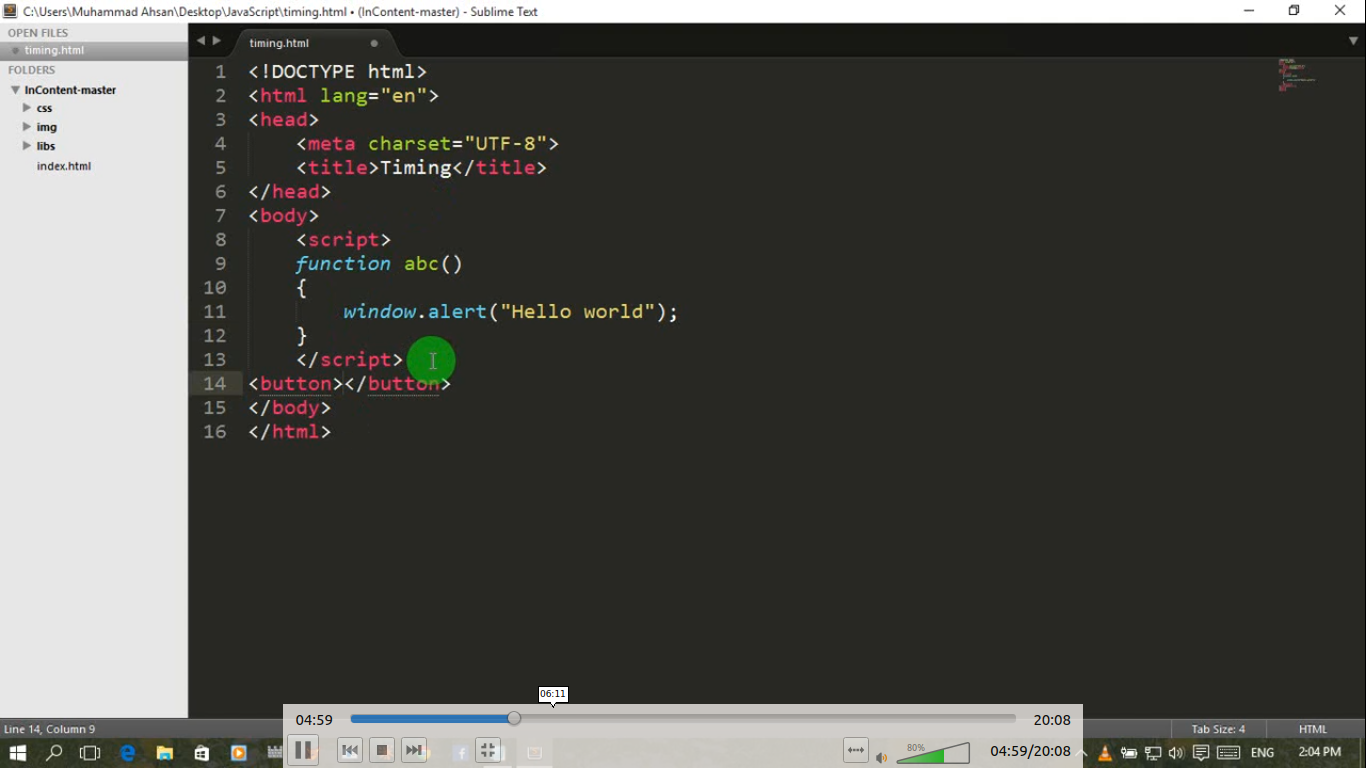 C:\Users\Muhammad Ahsan\Desktop\JavaScript\timing.html • (InContent-master) - Sublime Text
OPEN FILES
timing.html
FOLDERS
InContent-master
css
img
libs
index.html
timing.html
1 <!DOCTYPE html>
2 <html lang="en">
3 <head>
4 <meta charset="UTF-8">
5 <title>Timing</title>
6 </head>
7 <body>
8 <script>
9 function abc()
10 {
11 window.alert("Hello world");
12 }
13 </script>
14 <button></button>
15 </body>
16 </html>
06:11
04:59 20:08
Line 14, Column 9
Tab Size: 4 HTML
80%
04:59/20:08
ENG
2:04 PM